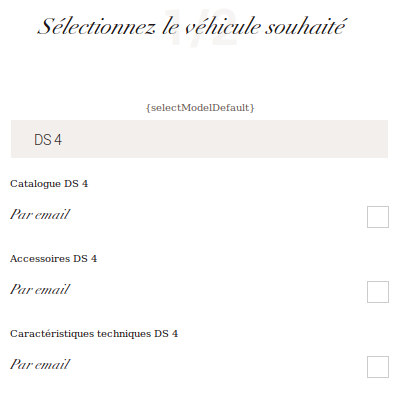 1/2
Sélectionnez le véhicule souhaité
{selectModelDefault}
DS 4
Catalogue DS 4
Par email
Accessoires DS 4
Par email
Caractéristiques techniques DS 4
Par email